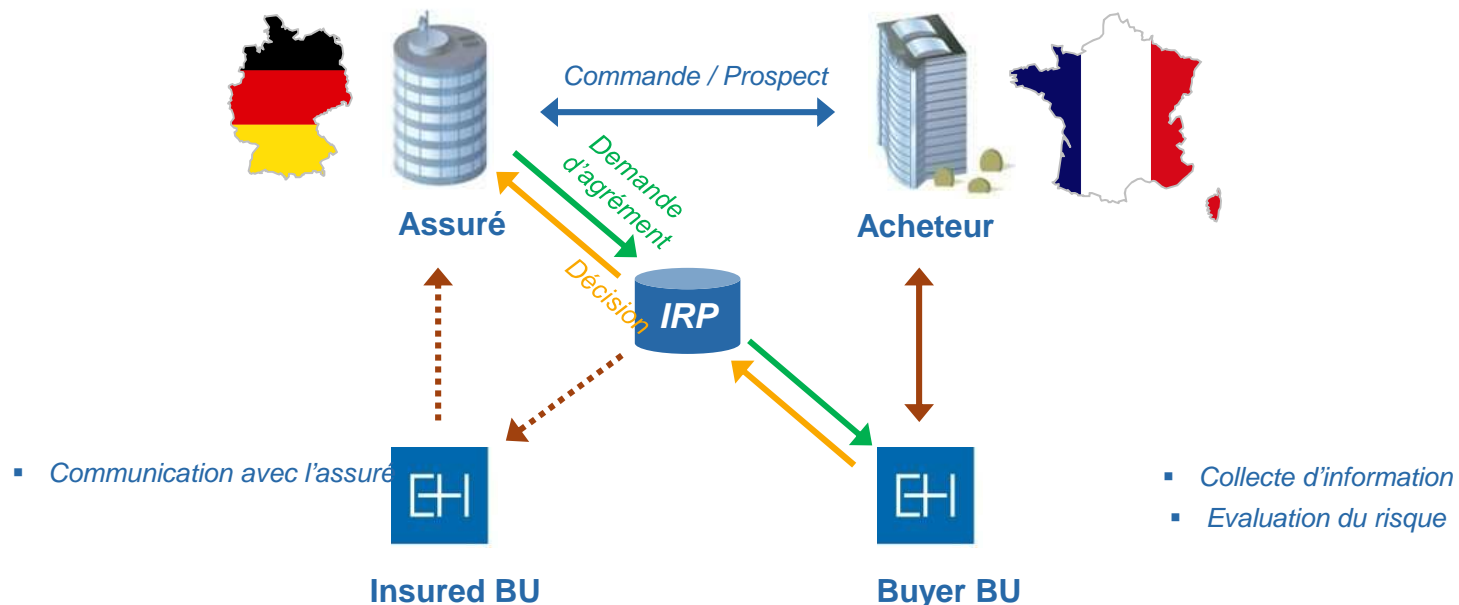 Commande / Prospect
Demande
d'agrément
Assuré
Acheteur
Décision
IRP
▪ Communication avec l'assuré
EH
EH
▪ Collecte d'information
▪ Evaluation du risque
Insured BU
Buyer BU